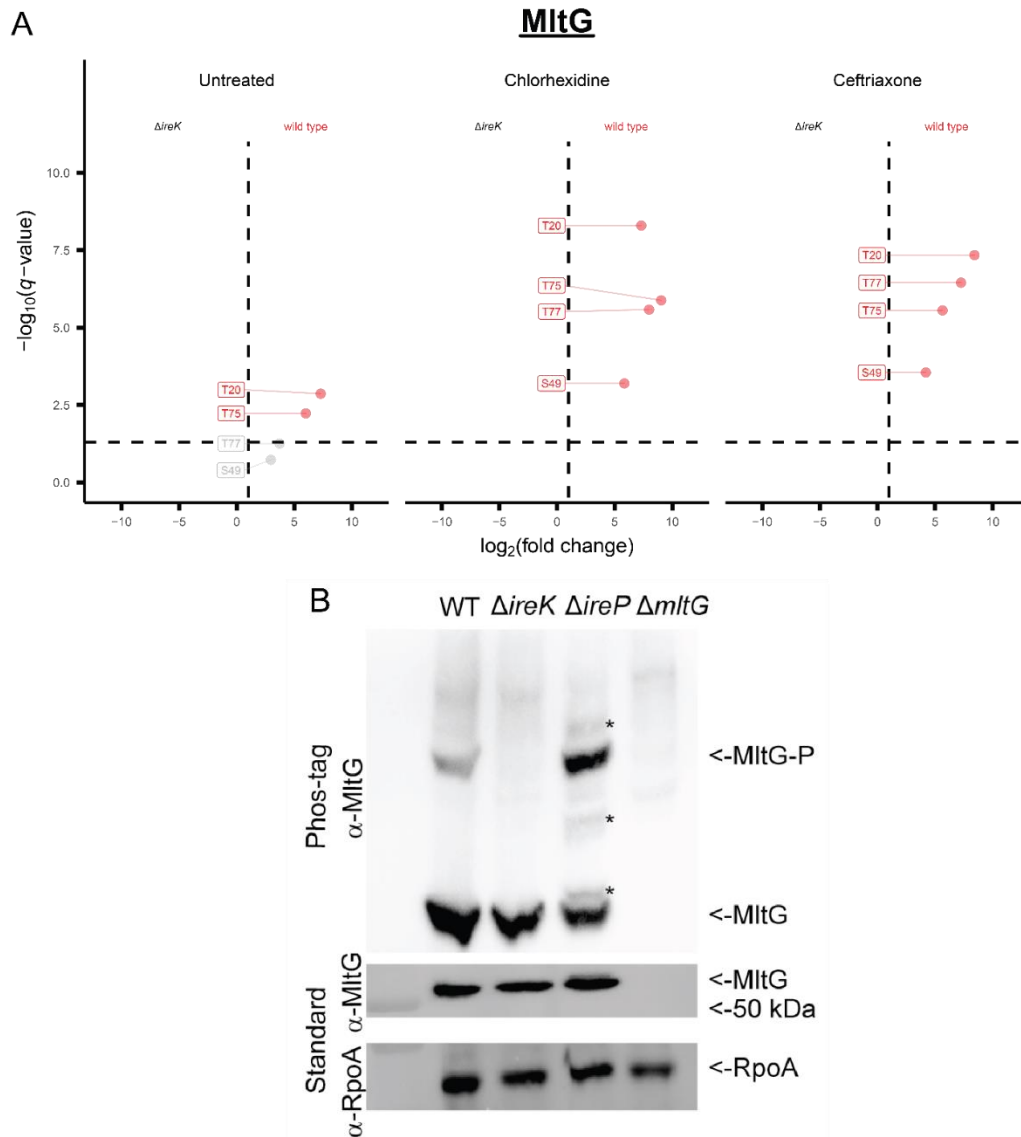 A
MltG
Untreated Chlorhexidine Ceftriaxone
ΔireK wild type ΔireK wild type ΔireK wild type
−log10(q−value)
10.0
7.5
5.0
2.5
0.0
T20
T75
T77
S49
T20
T75
T77
S49
T20
T77
T75
S49
−10 −5 0 5 10 −10 −5 0 5 10 −10 −5 0 5 10
log2(fold change)
B
WT ΔireK ΔireP ΔmltG
Phos-tag
α-MltG
*
<-MltG-P
*
*
<-MltG
Standard
α-MltG
<-MltG
<-50 kDa
α-RpoA
<-RpoA